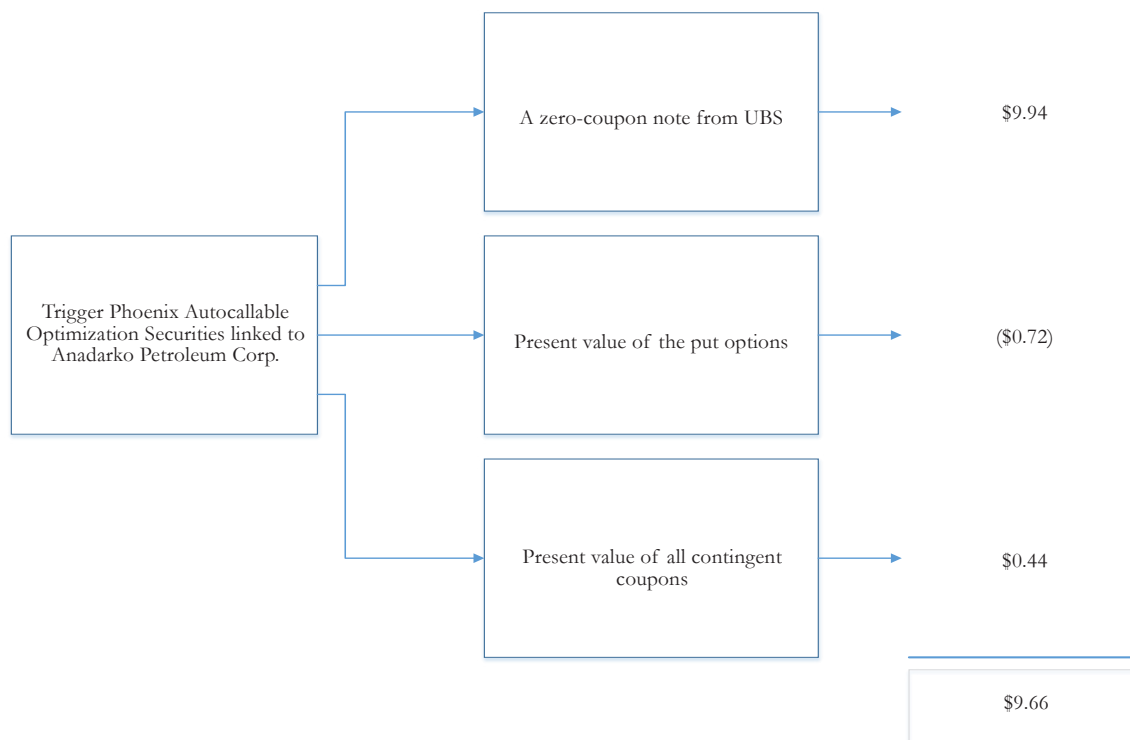 A zero-coupon note from UBS
$9.94
Trigger Phoenix Autocallable
Optimization Securities linked to
Anadarko Petroleum Corp.
Present value of the put options
($0.72)
Present value of all contingent
coupons
$0.44
$9.66